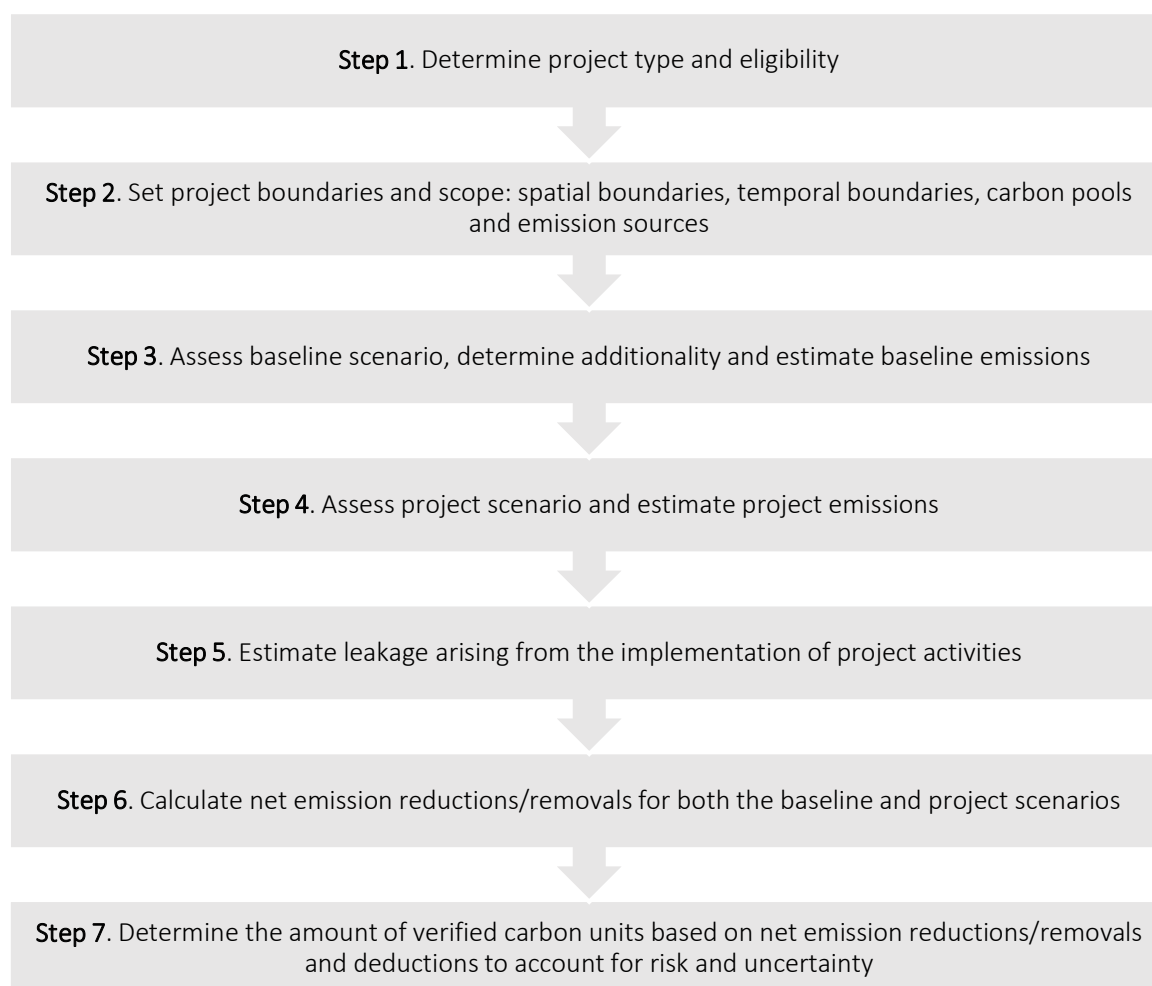 Step 1. Determine project type and eligibility
Step 2. Set project boundaries and scope: spatial boundaries, temporal boundaries, carbon pools
and emission sources
Step 3. Assess baseline scenario, determine additionality and estimate baseline emissions
Step 4. Assess project scenario and estimate project emissions
Step 5. Estimate leakage arising from the implementation of project activities
Step 6. Calculate net emission reductions/removals for both the baseline and project scenarios
Step 7. Determine the amount of verified carbon units based on net emission reductions/removals
and deductions to account for risk and uncertainty